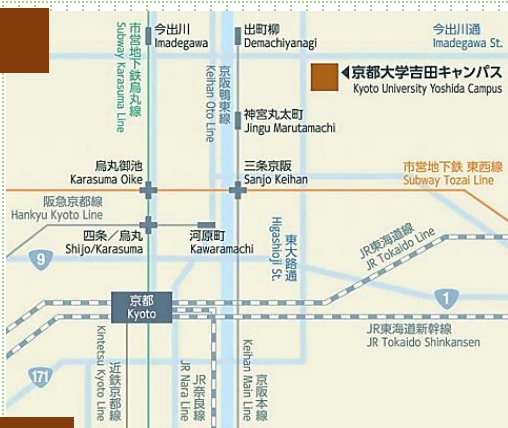 市営地下鉄烏丸線
Subway Karasuma Line
今出川
Imadegawa
京阪鴨東線
Keihan Oto Line
出町柳
Demachiyanagi
今出川通
Imadegawa St.
京都大学吉田キャンパス
Kyoto University Yoshida Campus
神宮丸太町
Jingu Marutamachi
烏丸御池
Karasuma Oike
三条京阪
Sanjo Keihan
市営地下鉄 東西線
Subway Tozai Line
阪急京都線
Hankyu Kyoto Line
四条/烏丸
Shijo/Karasuma
河原町
Kawaramachi
東大路通
Higashioji St.
JR東海道線
JR Tokaido Line
9
1
京都
Kyoto
JR東海道新幹線
JR Tokaido Shinkansen
171
近鉄京都線
Kintetsu Kyoto Line
JR奈良線
JR Nara Line
京阪本線
Keihan Main Line